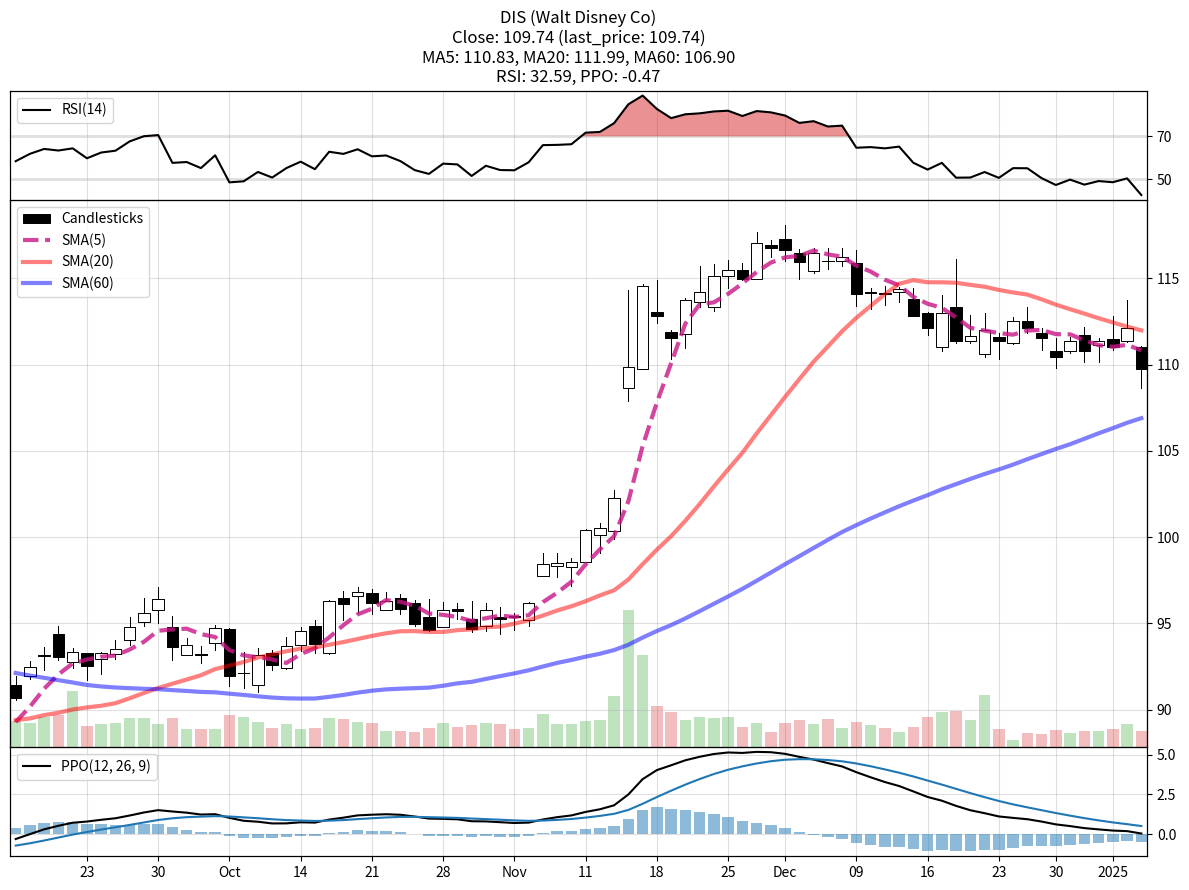 DIS (Walt Disney Co)
Close: 109.74 (last_price: 109.74)
MA5: 110.83, MA20: 111.99, MA60: 106.90
RSI: 32.59, PPO: -0.47
RSI(14)
70
50
Candlesticks
SMA(5)
SMA(20)
SMA(60)
115
110
105
100
95
90
PPO(12, 26, 9)
5.0
2.5
0.0
23 30 Oct 14 21 28 Nov 11 18 25 Dec 09 16 23 30 2025